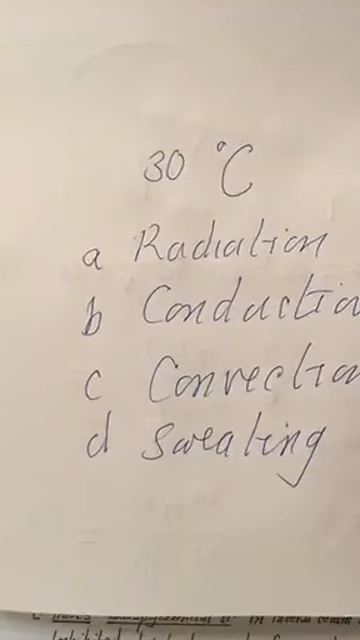 30 °C
a Radiation
b Conductio
c Convectio
d Sweating